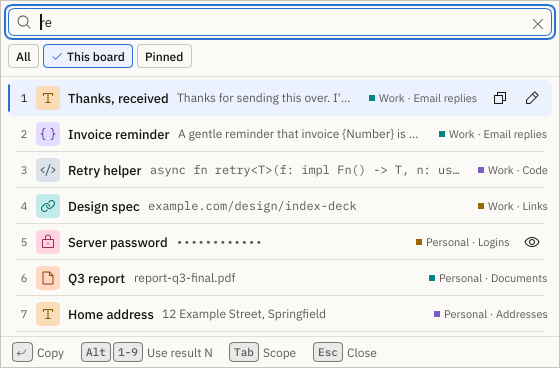 re
All This board Pinned
1 T Thanks, received Thanks for sending this over. I'... Work · Email replies
2 { } Invoice reminder A gentle reminder that invoice {Number} is ... Work · Email replies
3 </> Retry helper async fn retry<T>(f: impl Fn() -> T, n: us... Work · Code
4 Design spec example.com/design/index-deck Work · Links
5 Server password •••••••••••• Personal · Logins
6 Q3 report report-q3-final.pdf Personal · Documents
7 T Home address 12 Example Street, Springfield Personal · Addresses
Copy Alt 1-9 Use result N Tab Scope Esc Close